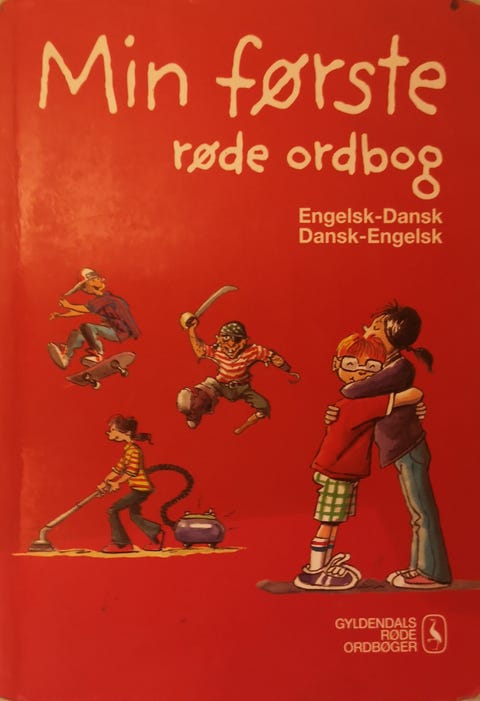 Min første
røde ordbog
Engelsk-Dansk
Dansk-Engelsk
GYLDENDALS
RØDE
ORDBØGER